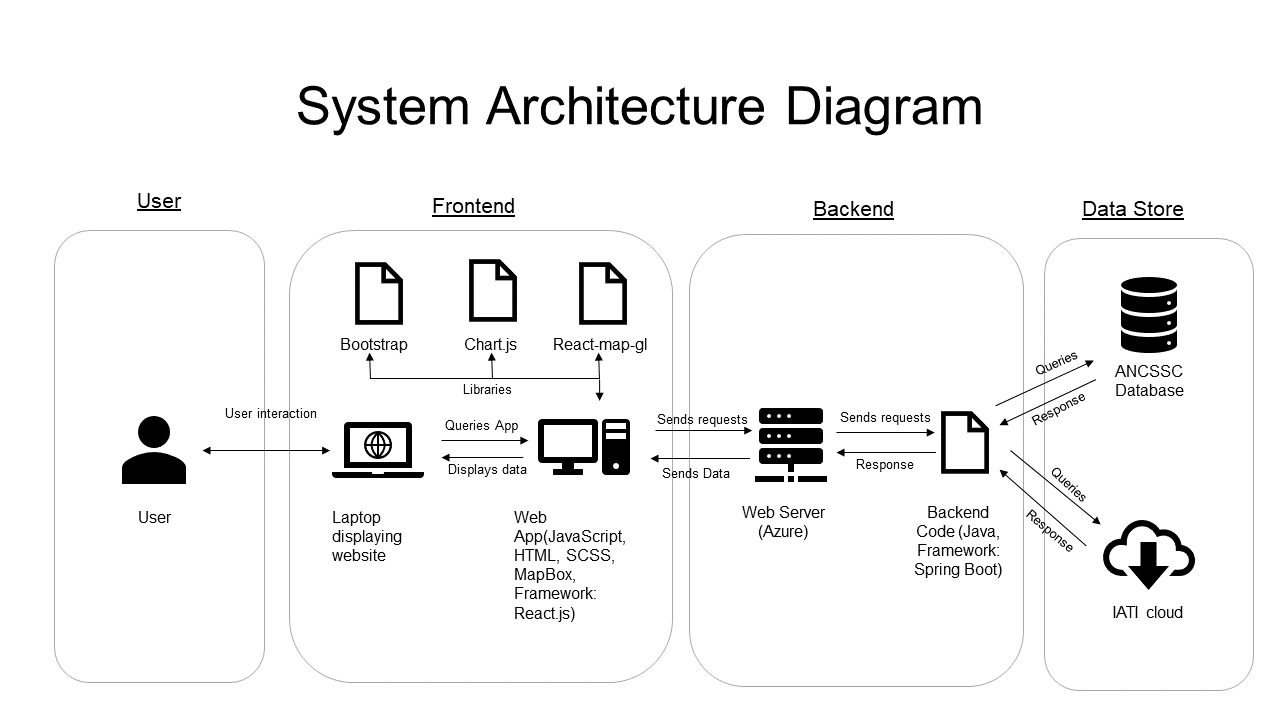 System Architecture Diagram
User
Frontend
Backend
Data Store
Bootstrap
Chart.js
React-map-gl
Libraries
User interaction
Queries App
Displays data
Sends requests
Sends Data
Sends requests
Response
Queries
Response
ANCSSC
Database
Queries
Response
User
Laptop
displaying
website
Web
App(JavaScript,
HTML, SCSS,
MapBox,
Framework:
React.js)
Web Server
(Azure)
Backend
Code (Java,
Framework:
Spring Boot)
IATI cloud